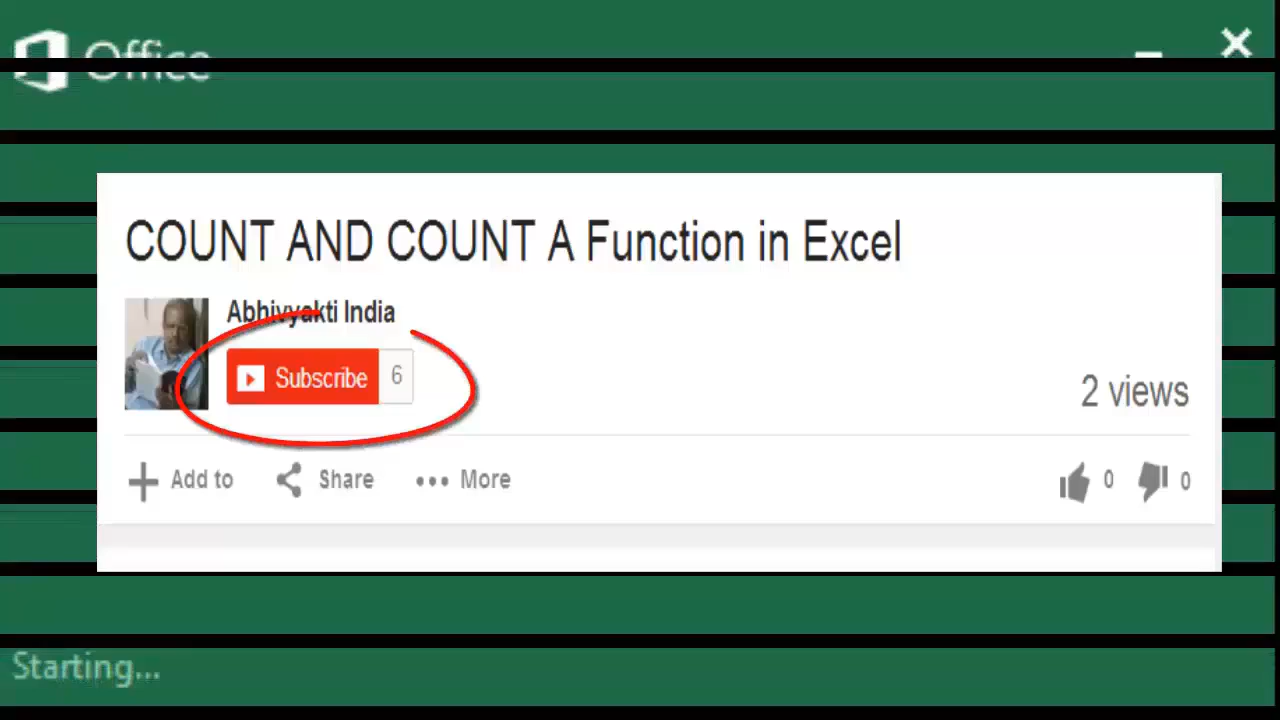 Office
COUNT AND COUNT A Function in Excel
Abhivyakti India
Subscribe 6
2 views
Add to Share More 0 0
Starting...